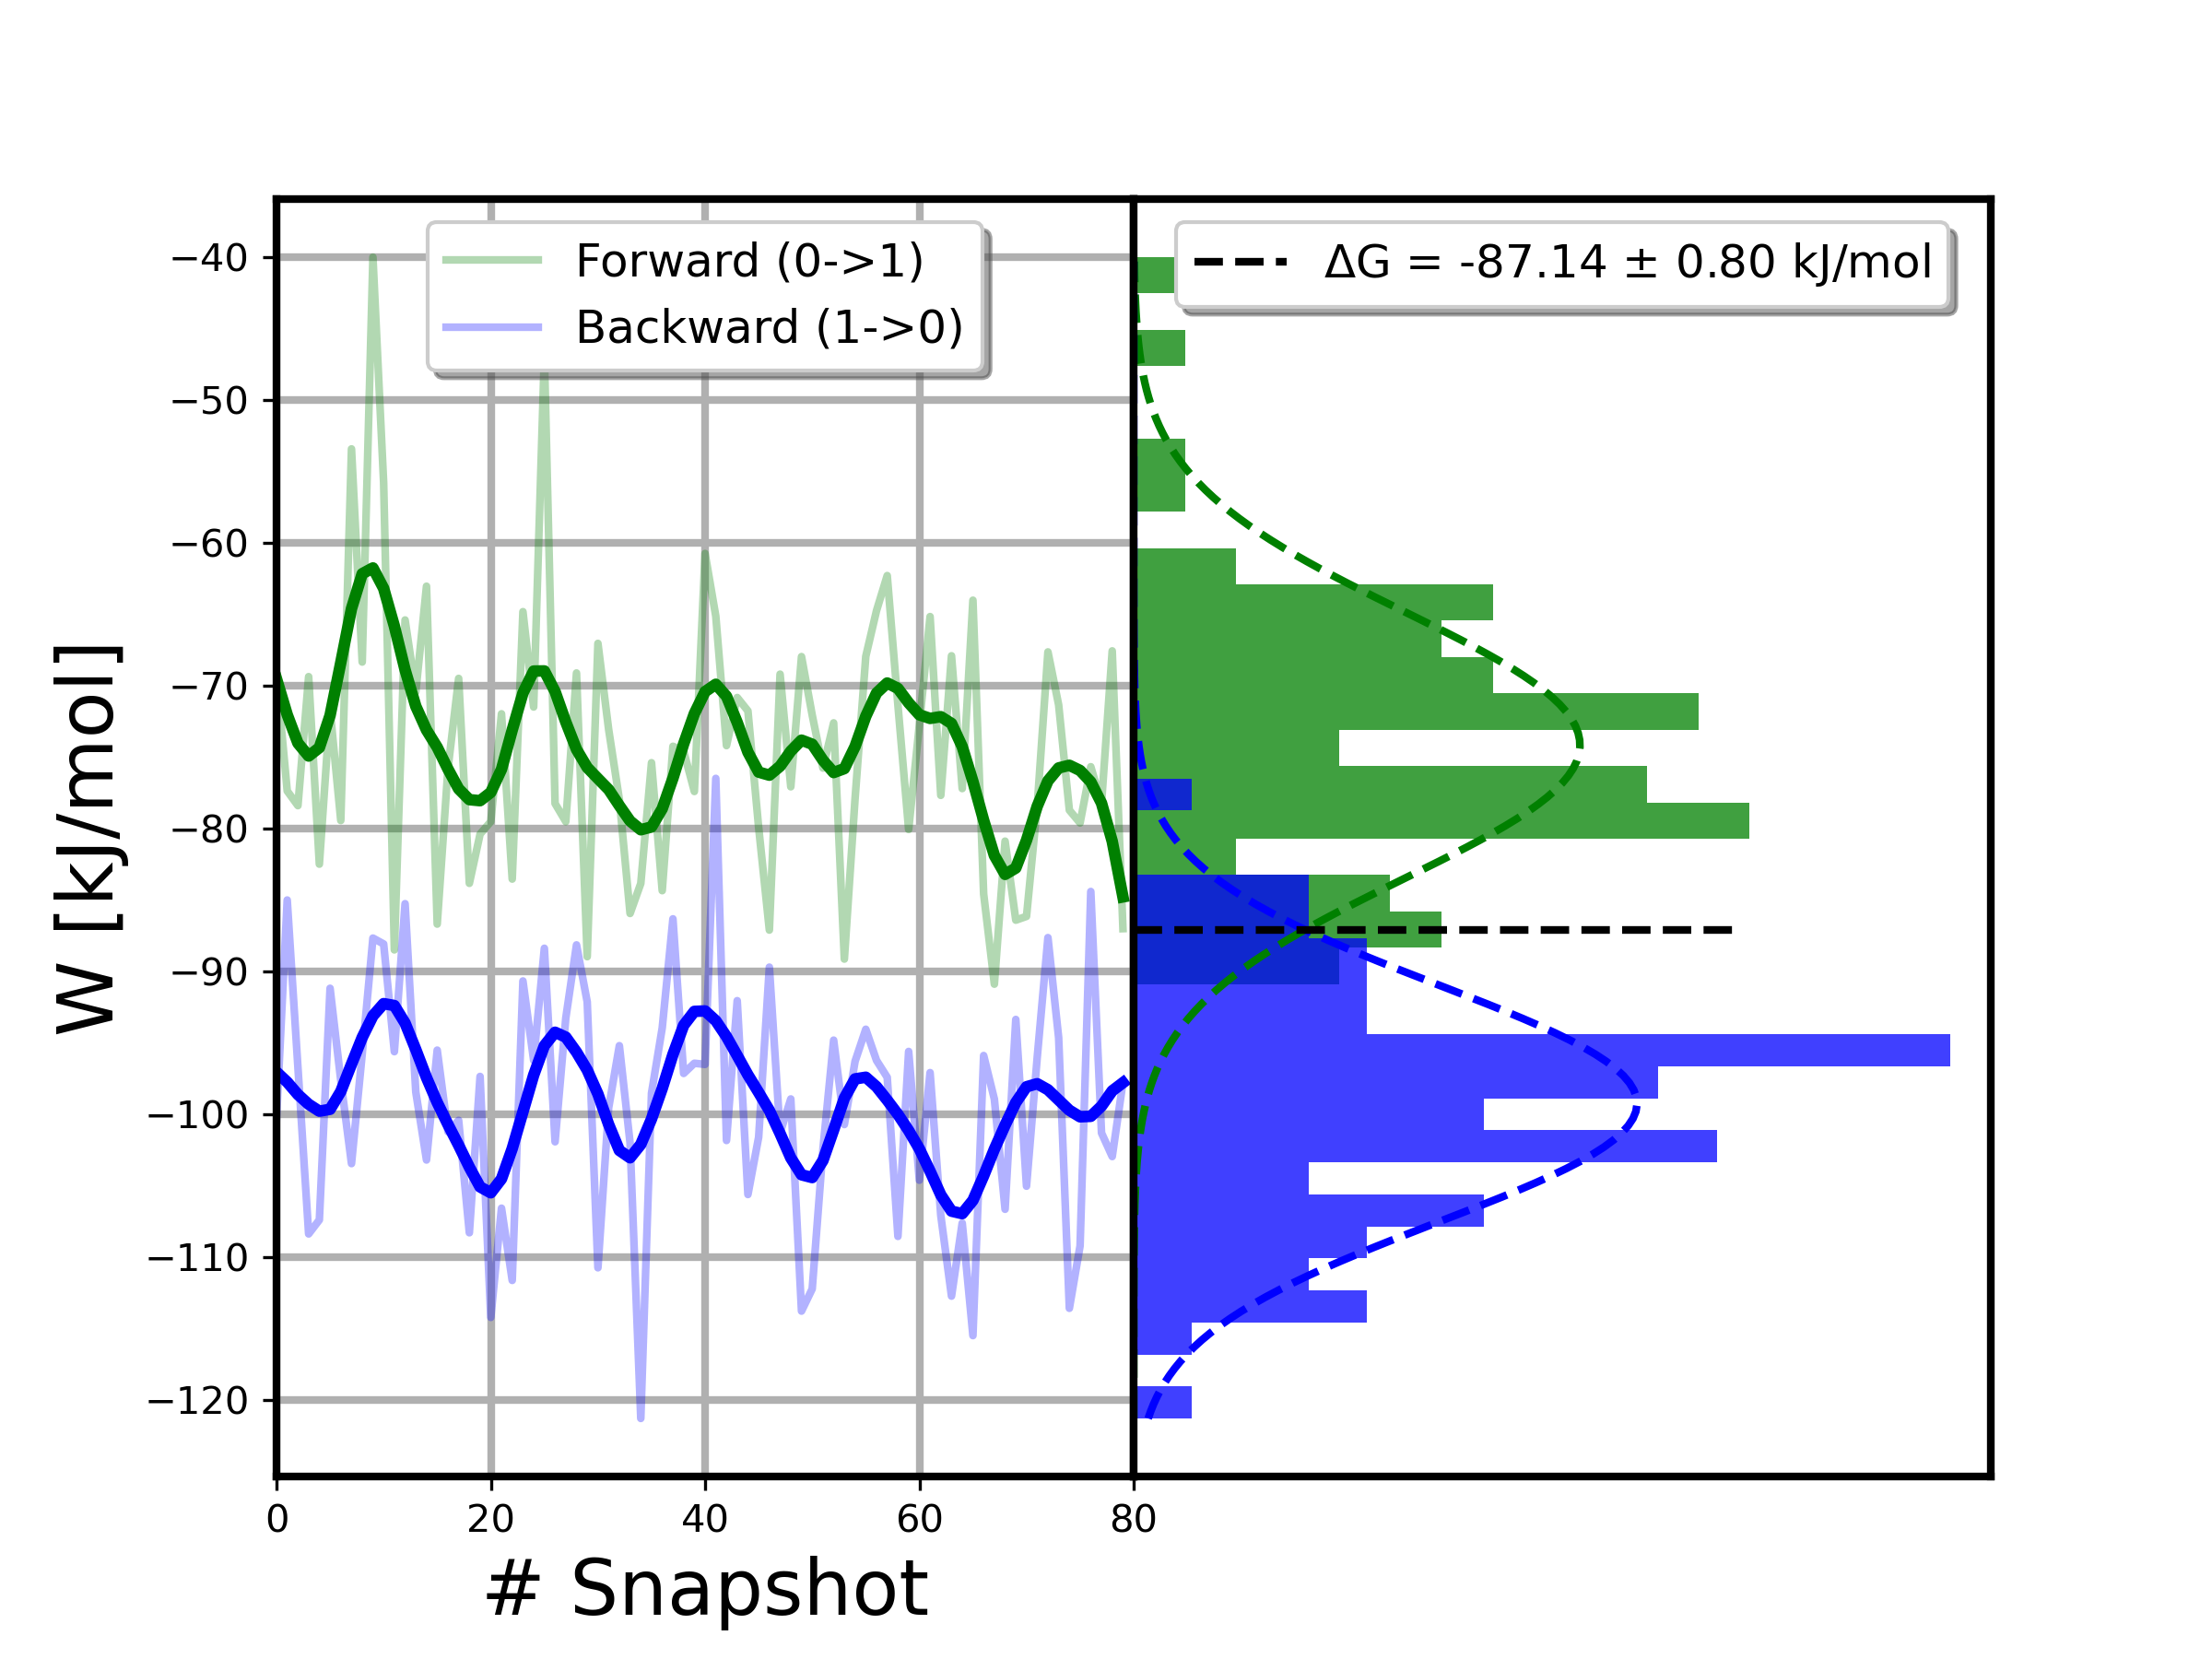 Forward (0->1)
Backward (1->0)
ΔG = -87.14 ± 0.80 kJ/mol
W [kJ/mol]
−40
−50
−60
−70
−80
−90
−100
−110
−120
0 20 40 60 80
# Snapshot